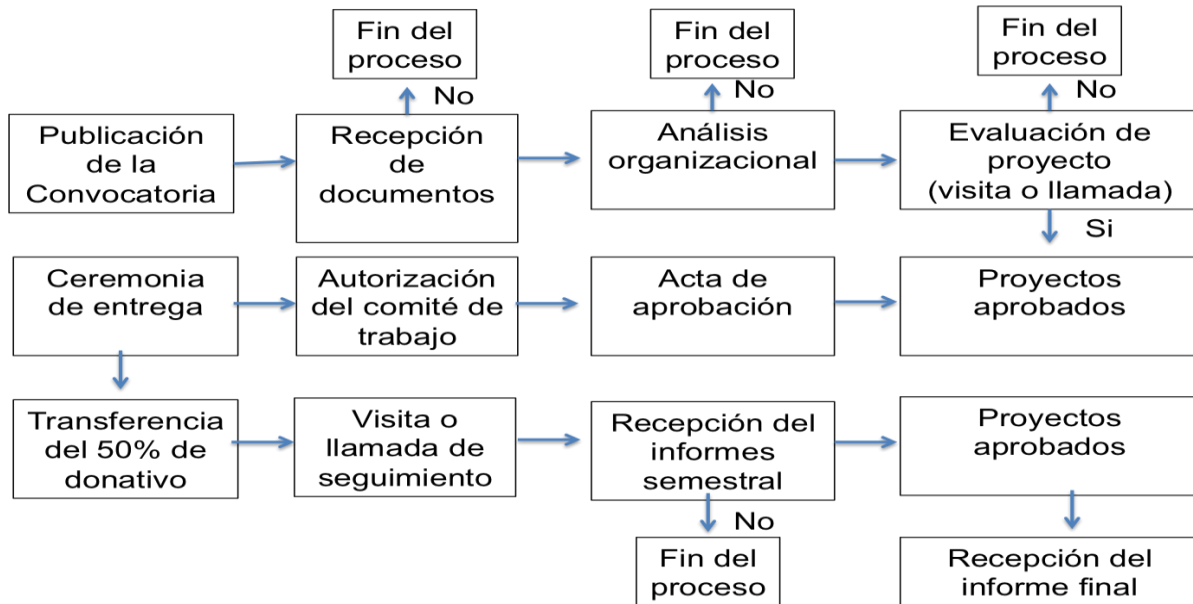 Fin del
proceso
Fin del
proceso
Fin del
proceso
No
No
No
Publicación
de la
Convocatoria
Recepción
de
documentos
Análisis
organizacional
Evaluación de
proyecto
(visita o llamada)
Si
Ceremonia
de entrega
Autorización
del comité de
trabajo
Acta de
aprobación
Proyectos
aprobados
Transferencia
del 50% de
donativo
Visita o
llamada de
seguimiento
Recepción del
informes
semestral
Proyectos
aprobados
No
Fin del
proceso
Recepción del
informe final